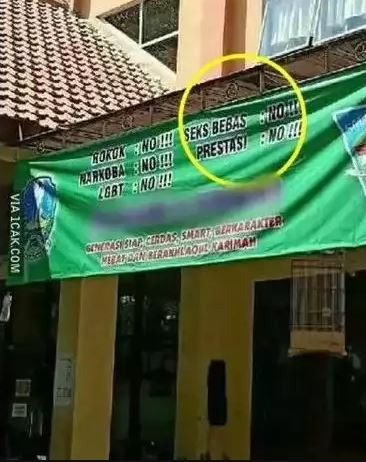 ROKOK : NO !!!
NARKOBA : NO !!!
LGBT : NO !!!
SEKS BEBAS : NO !!
PRESTASI : NO !!!
GENERASI SIAP, CERDAS, SMART, BERKARAKTER,
HEBAT DAN BERAKHLAQUL KARIMAH
VIA 1CAK.COM